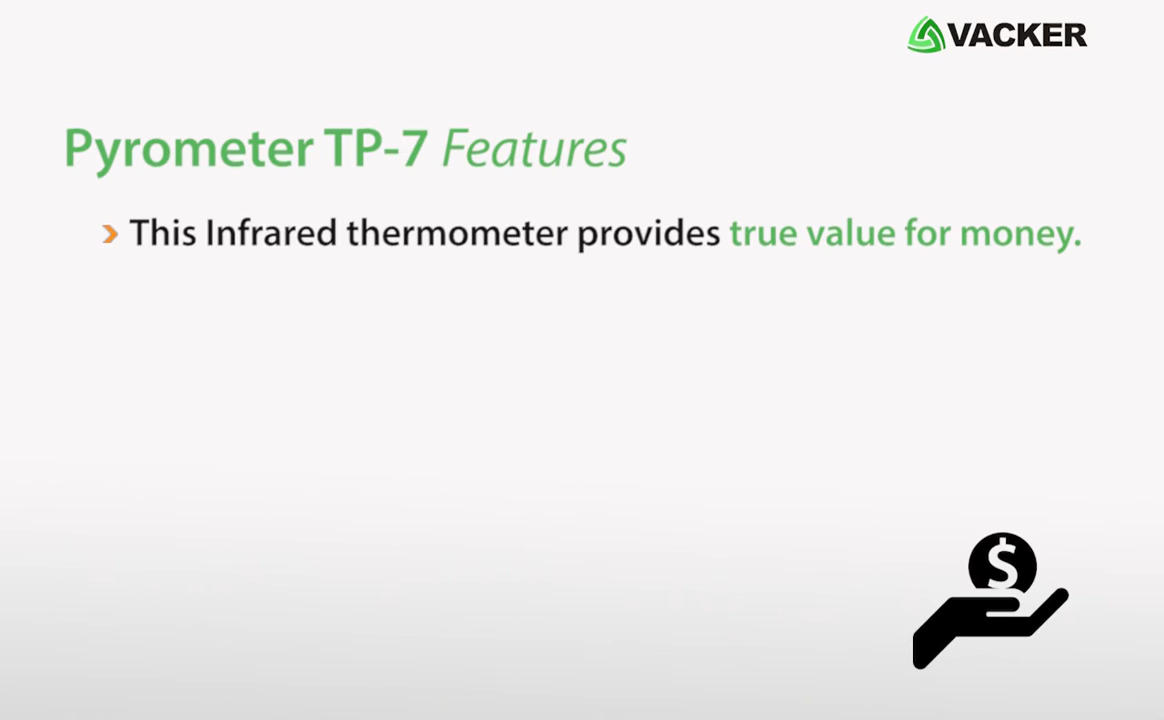 VACKER
Pyrometer TP-7 Features
This Infrared thermometer provides true value for money.
$